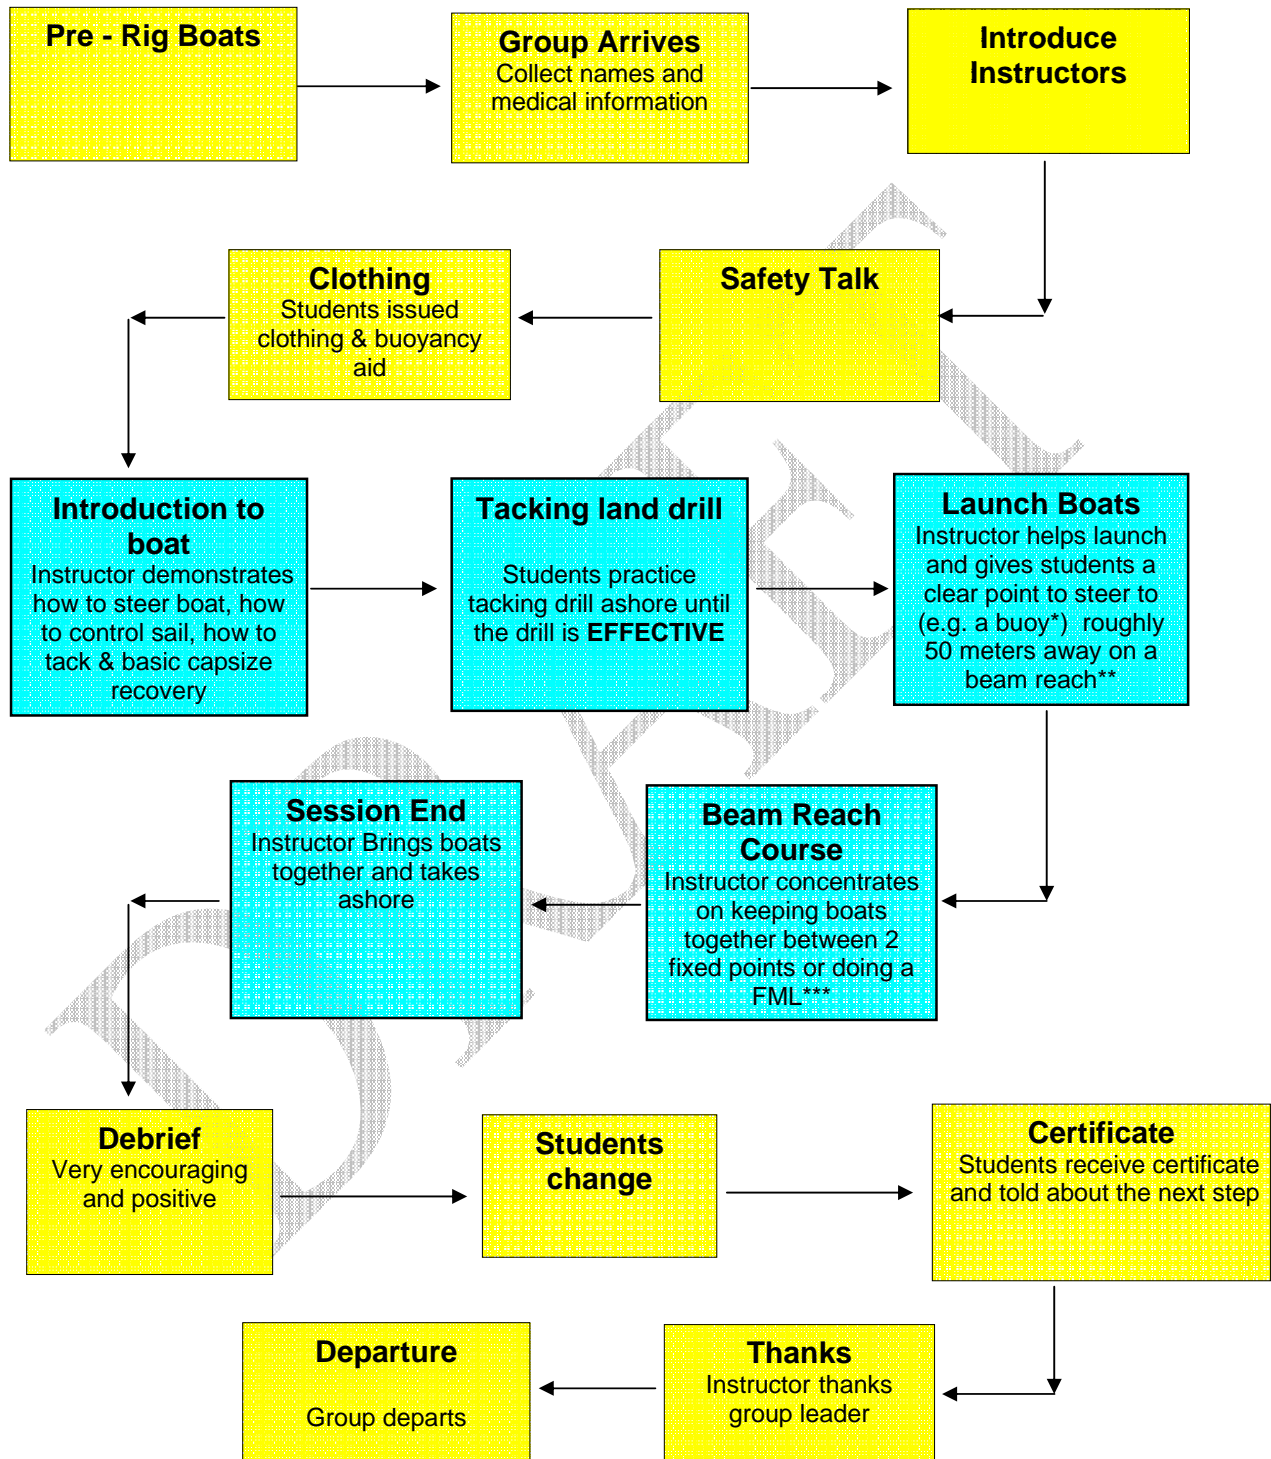 Pre - Rig Boats
Group Arrives
Collect names and
medical information
Introduce
Instructors
Safety Talk
Clothing
Students issued
clothing & buoyancy
aid
Introduction to
boat
Instructor demonstrates
how to steer boat, how
to control sail, how to
tack & basic capsize
recovery
Tacking land drill
Students practice
tacking drill ashore until
the drill is EFFECTIVE
Launch Boats
Instructor helps launch
and gives students a
clear point to steer to
(e.g. a buoy*) roughly
50 meters away on a
beam reach**
Beam Reach
Course
Instructor concentrates
on keeping boats
together between 2
fixed points or doing a
FML***
Session End
Instructor Brings boats
together and takes
ashore
Debrief
Very encouraging
and positive
Students
change
Certificate
Students receive certificate
and told about the next step
Thanks
Instructor thanks
group leader
Departure
Group departs
DRAFT